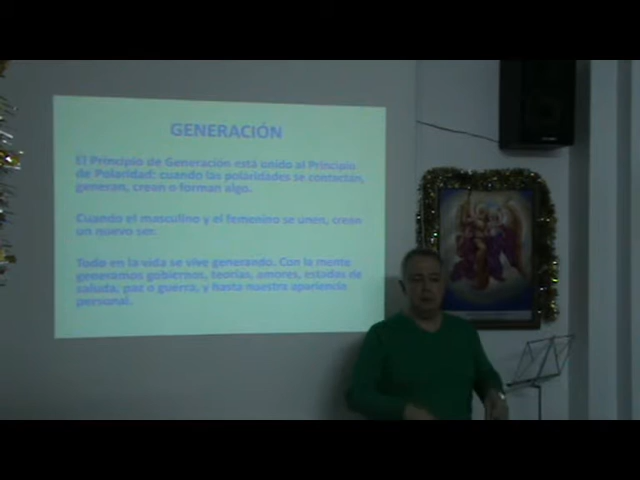 GENERACIÓN
El Principio de Generación está unido al Principio
de Polaridad: cuando las polaridades se contactan,
generan, crean o forman algo.
Cuando el masculino y el femenino se unen, crean
un nuevo ser.
Todo en la vida se vive generando. Con la mente
generamos gobiernos, teorías, amores, estados de
salud, paz o guerra, y hasta nuestra apariencia
personal.